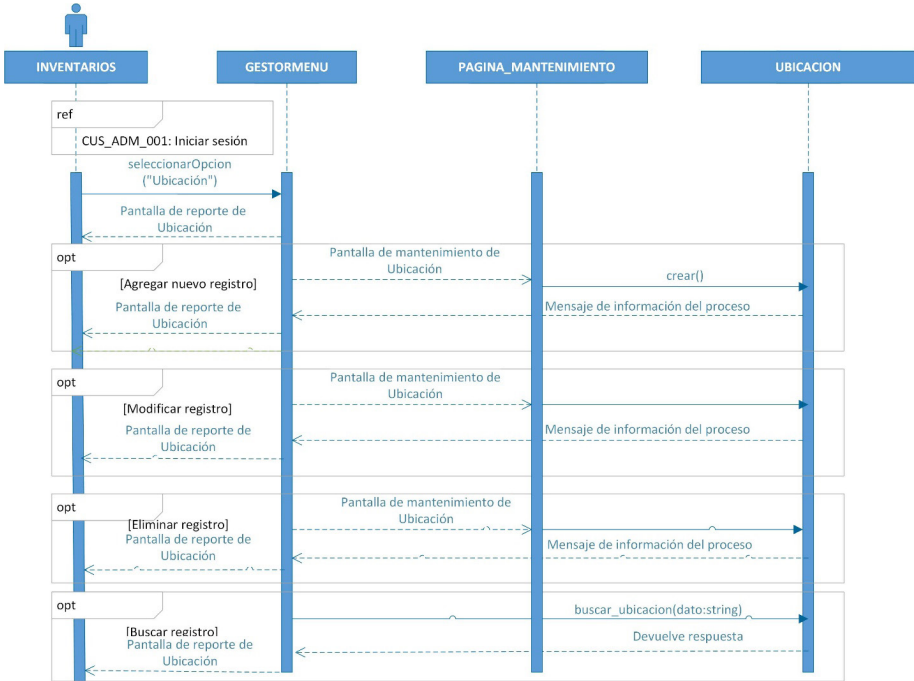 INVENTARIOS
GESTORMENU
PAGINA_MANTENIMIENTO
UBICACION
ref
CUS_ADM_001: Iniciar sesión
seleccionarOpcion
("Ubicación")
Pantalla de reporte de
Ubicación
opt
Pantalla de mantenimiento de
Ubicación
crear()
[Agregar nuevo registro]
Pantalla de reporte de
Ubicación
Mensaje de información del proceso
opt
Pantalla de mantenimiento de
Ubicación
[Modificar registro]
Pantalla de reporte de
Ubicación
Mensaje de información del proceso
opt
Pantalla de mantenimiento de
Ubicación
[Eliminar registro]
Pantalla de reporte de
Ubicación
Mensaje de información del proceso
opt
buscar_ubicacion(dato:string)
[Buscar registro]
Pantalla de reporte de
Ubicación
Devuelve respuesta